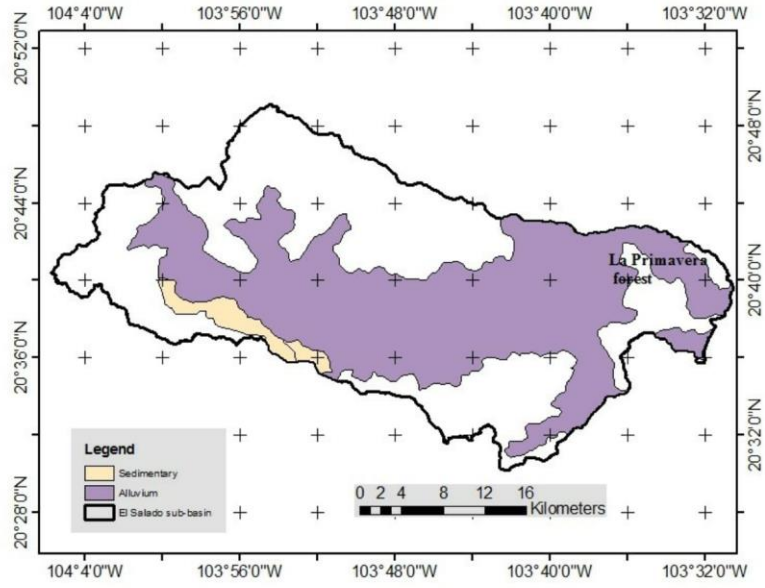 104°4'0"W 103°56'0"W 103°48'0"W 103°40'0"W 103°32'0"W
20°52'0"N
20°48'0"N
20°44'0"N
La Primavera
forest
20°40'0"N
20°40'0"N
20°36'0"N
20°36'0"N
20°32'0"N
20°28'0"N
Legend
Sedimentary
Alluvium
El Salado sub-basin
0 2 4 8 12 16
Kilometers
104°4'0"W 103°56'0"W 103°48'0"W 103°40'0"W 103°32'0"W